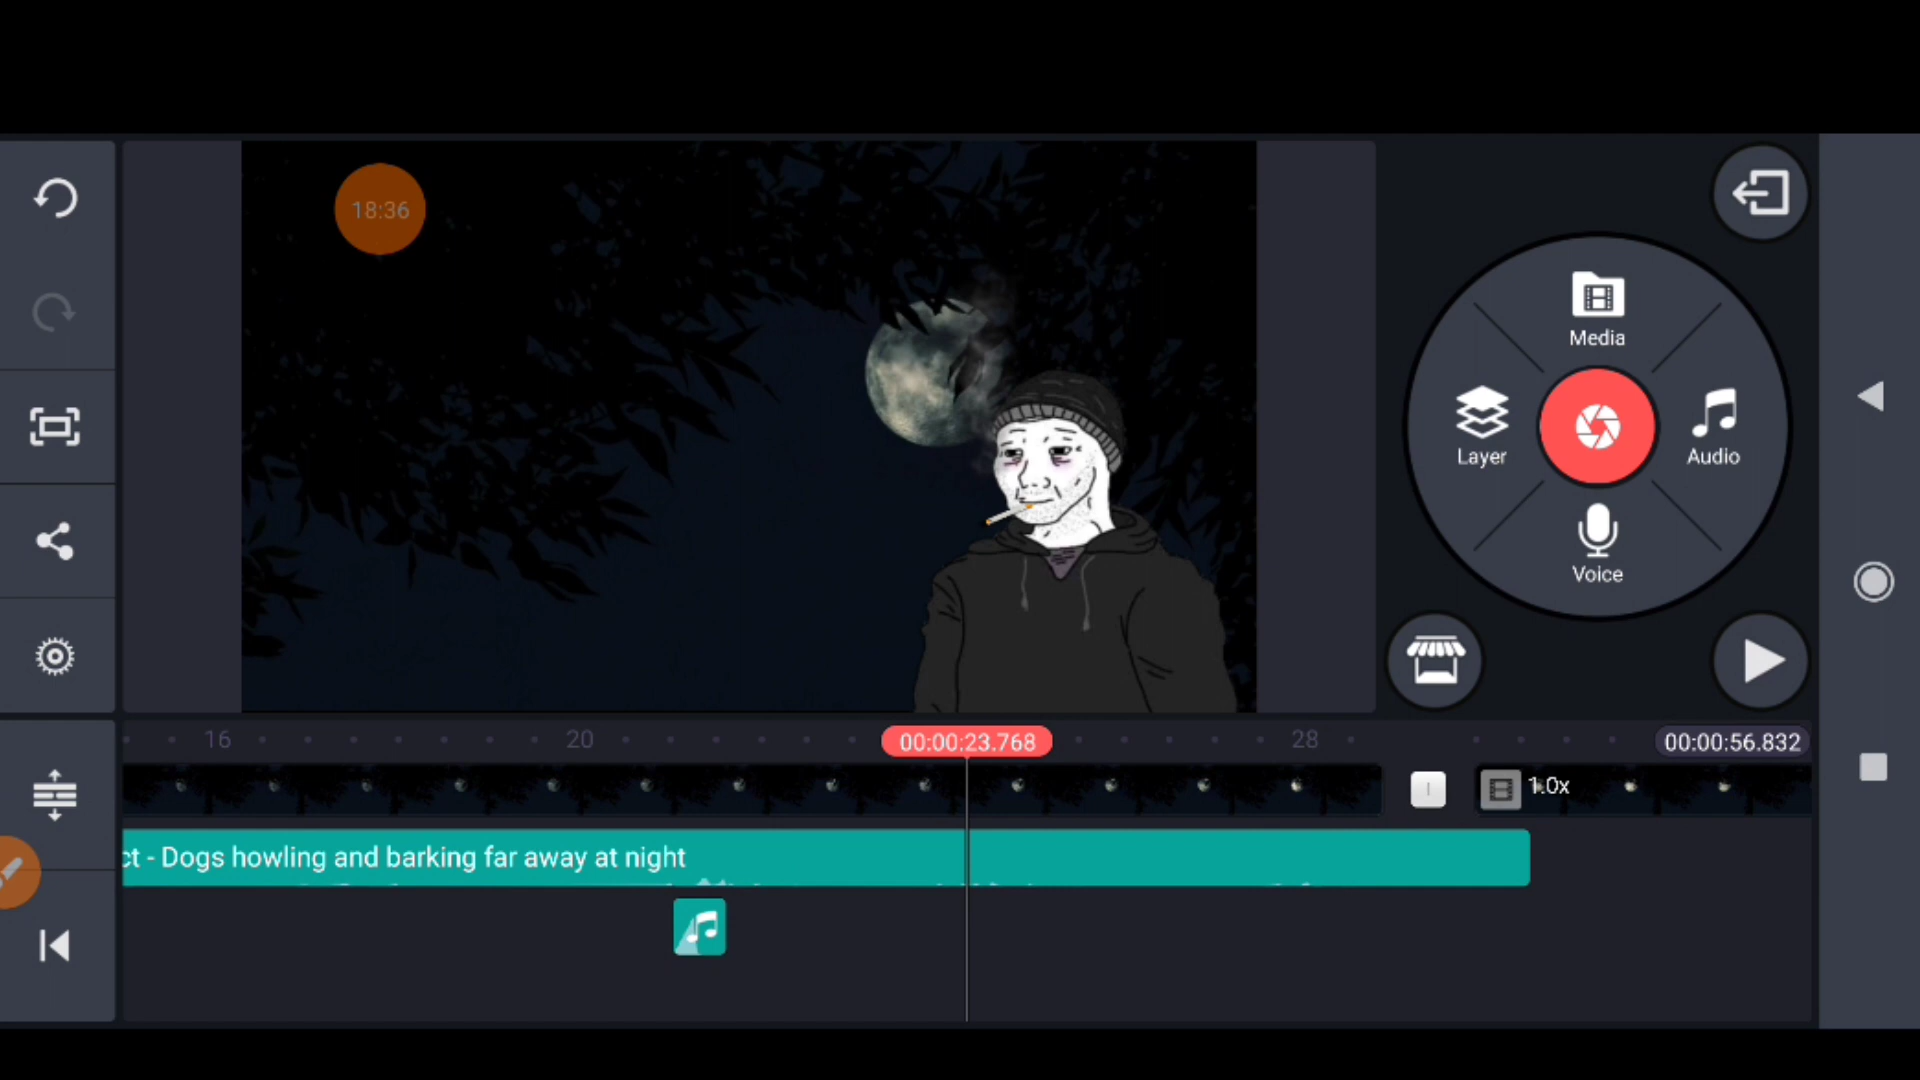 18:36
Media
Layer
Audio
Voice
16
20
00:00:23.768
28
00:00:56.832
1.0x
ct - Dogs howling and barking far away at night